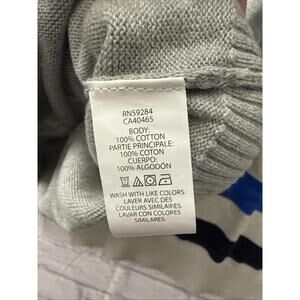 RN59284
CA40465
BODY:
100% COTTON
PARTIE PRINCIPALE:
100% COTON
CUERPO:
100% ALGODÓN
WASH WITH LIKE COLORS.
LAVER AVEC DES
COULEURS SIMILAIRES.
LAVAR CON COLORES
SIMILARES.